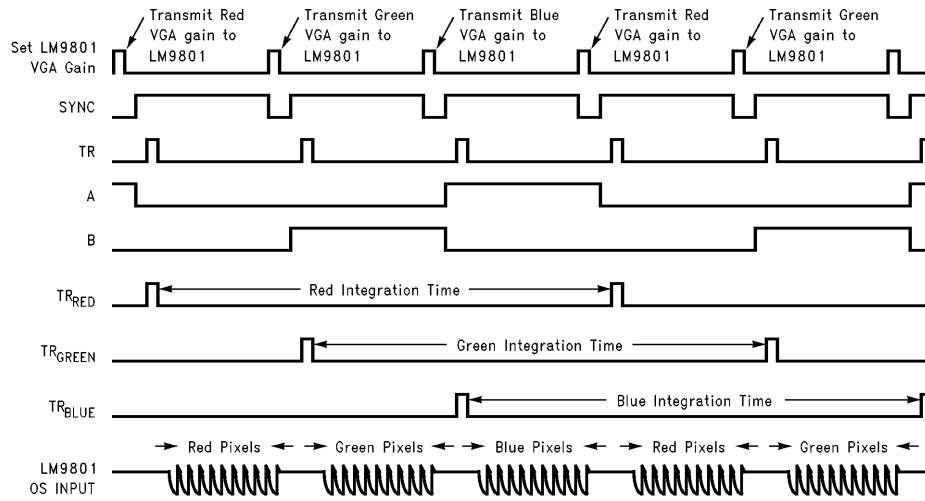 Transmit Red
VGA gain to
LM9801
Transmit Green
VGA gain to
LM9801
Transmit Blue
VGA gain to
LM9801
Transmit Red
VGA gain to
LM9801
Transmit Green
VGA gain to
LM9801
Set LM9801
VGA Gain
SYNC
TR
A
B
TRRED
Red Integration Time
TRGREEN
Green Integration Time
TRBLUE
Blue Integration Time
Red Pixels
Green Pixels
Blue Pixels
Red Pixels
Green Pixels
LM9801
OS INPUT